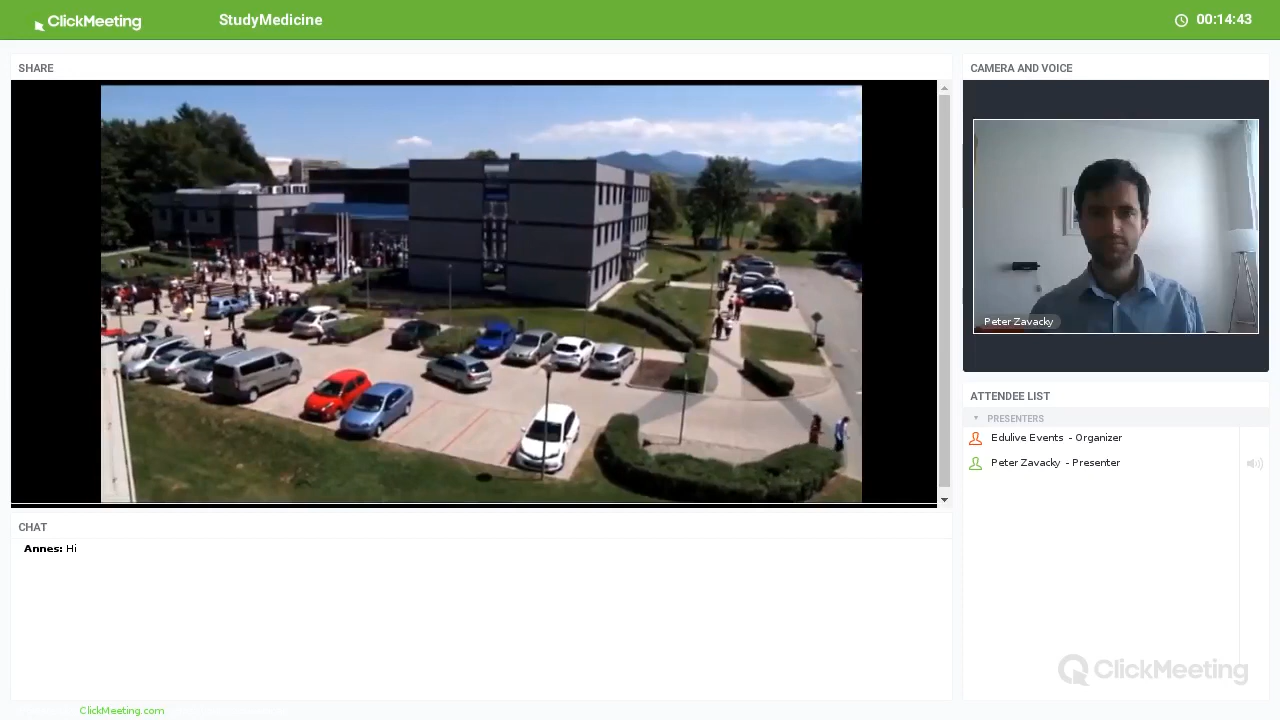 ClickMeeting
StudyMedicine
00:14:43
SHARE
CAMERA AND VOICE
Peter Zavacky
ATTENDEE LIST
PRESENTERS
Edulive Events - Organizer
Peter Zavacky - Presenter
CHAT
Annes: Hi
ClickMeeting
ClickMeeting.com